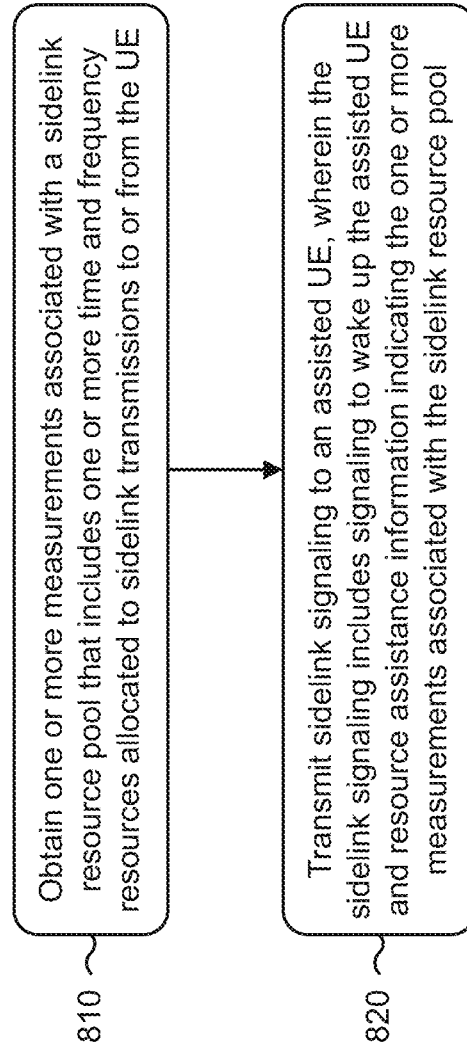 810
Obtain one or more measurements associated with a sidelink
resource pool that includes one or more time and frequency
resources allocated to sidelink transmissions to or from the UE
820
Transmit sidelink signaling to an assisted UE, wherein the
sidelink signaling includes signaling to wake up the assisted UE
and resource assistance information indicating the one or more
measurements associated with the sidelink resource pool